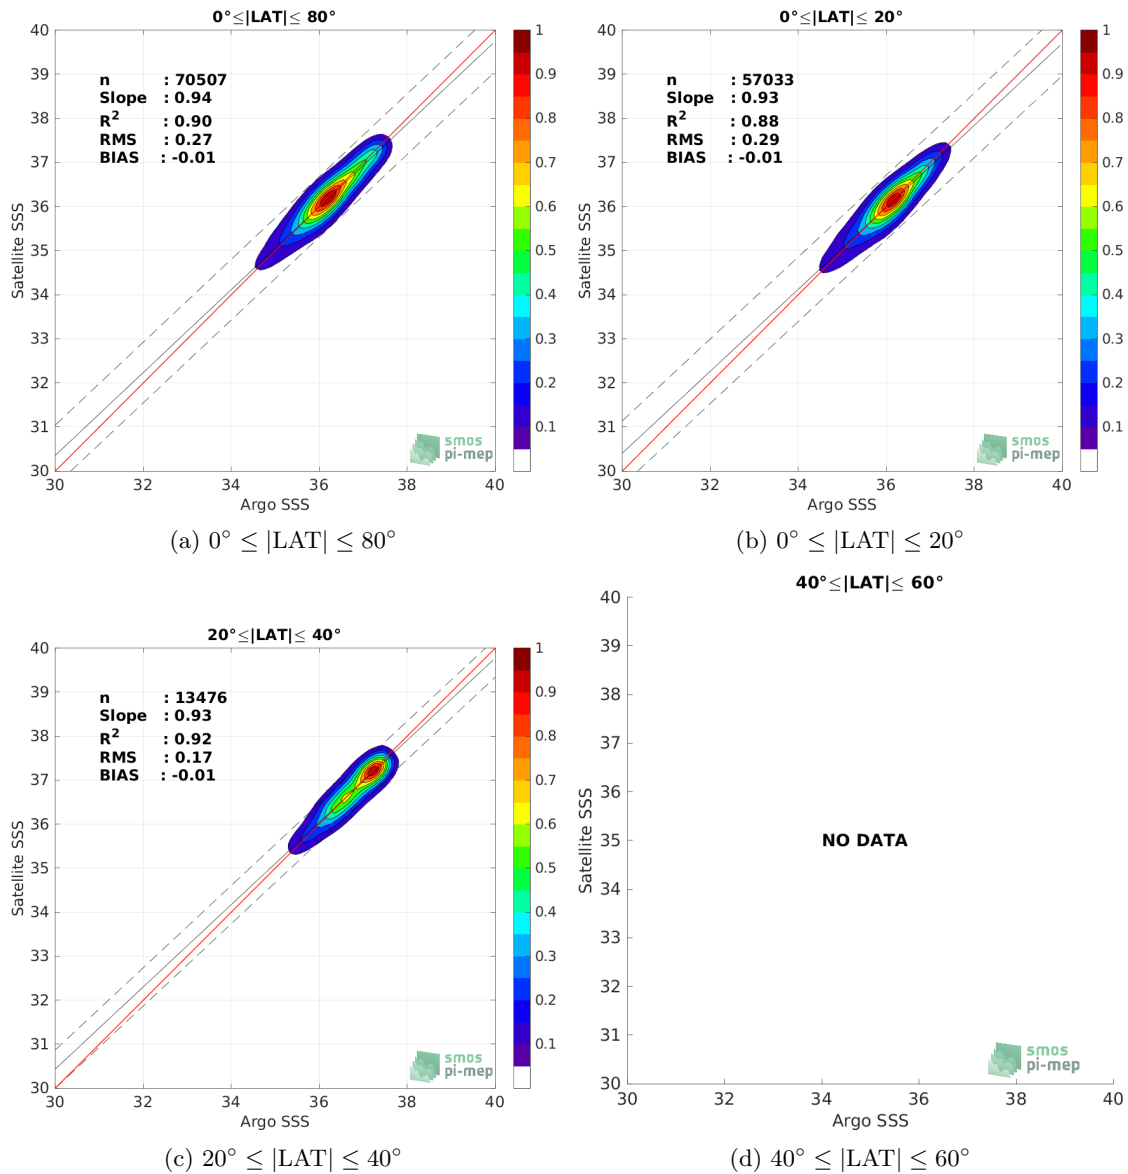 0°≤|LAT|≤ 80°
40
39
38
37
36
35
34
33
32
31
30
Satellite SSS
n : 70507
Slope : 0.94
R² : 0.90
RMS : 0.27
BIAS : -0.01
1
0.9
0.8
0.7
0.6
0.5
0.4
0.3
0.2
0.1
smos
pi-mep
30 32 34 36 38 40
Argo SSS
(a) 0° ≤ |LAT| ≤ 80°
0°≤|LAT|≤ 20°
40
39
38
37
36
35
34
33
32
31
30
Satellite SSS
n : 57033
Slope : 0.93
R² : 0.88
RMS : 0.29
BIAS : -0.01
1
0.9
0.8
0.7
0.6
0.5
0.4
0.3
0.2
0.1
smos
pi-mep
30 32 34 36 38 40
Argo SSS
(b) 0° ≤ |LAT| ≤ 20°
20°≤|LAT|≤ 40°
40
39
38
37
36
35
34
33
32
31
30
Satellite SSS
n : 13476
Slope : 0.93
R² : 0.92
RMS : 0.17
BIAS : -0.01
1
0.9
0.8
0.7
0.6
0.5
0.4
0.3
0.2
0.1
smos
pi-mep
30 32 34 36 38 40
Argo SSS
(c) 20° ≤ |LAT| ≤ 40°
40°≤|LAT|≤ 60°
40
39
38
37
36
35
34
33
32
31
30
Satellite SSS
NO DATA
smos
pi-mep
30 32 34 36 38 40
Argo SSS
(d) 40° ≤ |LAT| ≤ 60°